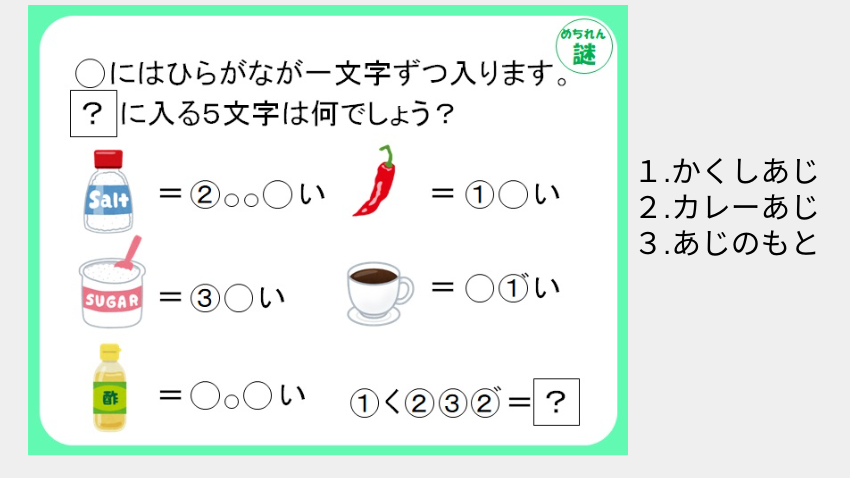 めちれん
謎
○にはひらがなが一文字ずつ入ります。
?に入る5文字は何でしょう?
Salt
=②。。○い
=①○い
SUGAR
=③○い
=○①゛い
酢
=○。○い
①く②③②゛=?
1.かくしあじ
2.カレーあじ
3.あじのもと